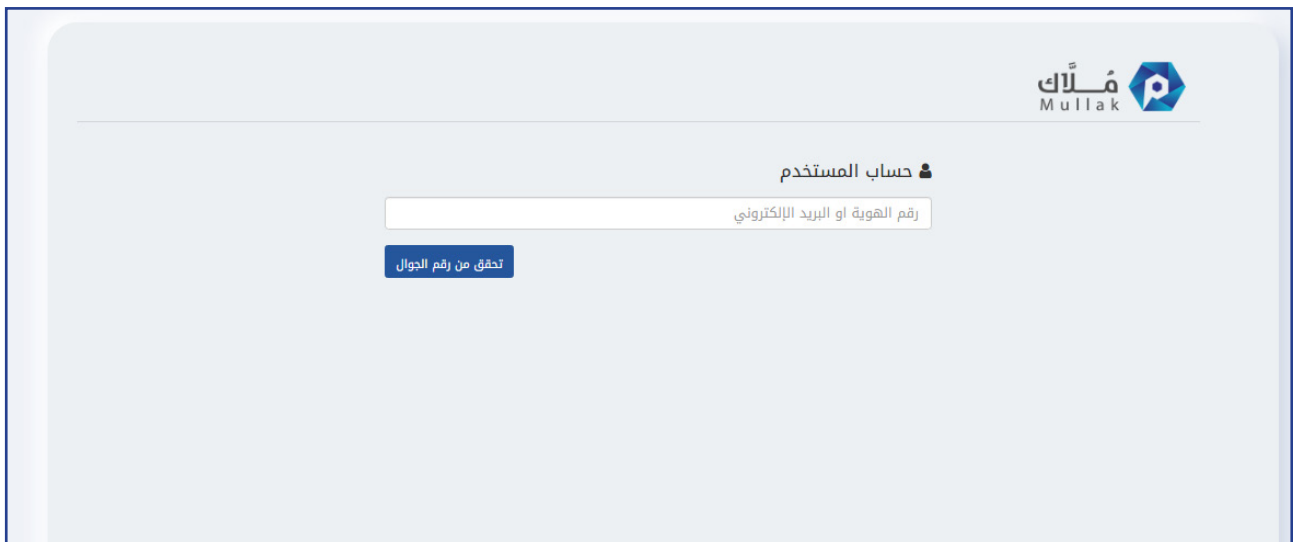 مُـــلَّاك
Mullak
حساب المستخدم
رقم الهوية او البريد الإلكتروني
تحقق من رقم الجوال